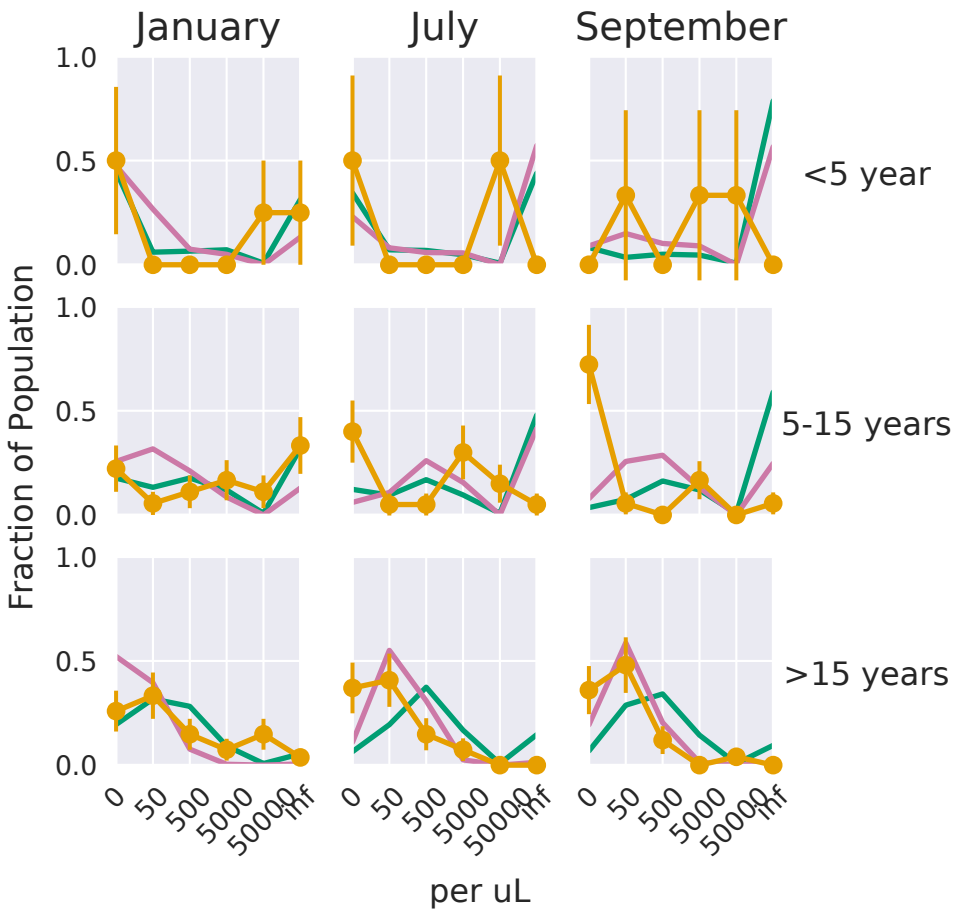 January July September
1.0
0.5
0.0
<5 year
1.0
0.5
0.0
5-15 years
1.0
0.5
0.0
>15 years
Fraction of Population
0 50 500 5000 50000 inf 0 50 500 5000 50000 inf 0 50 500 5000 50000 inf
per uL